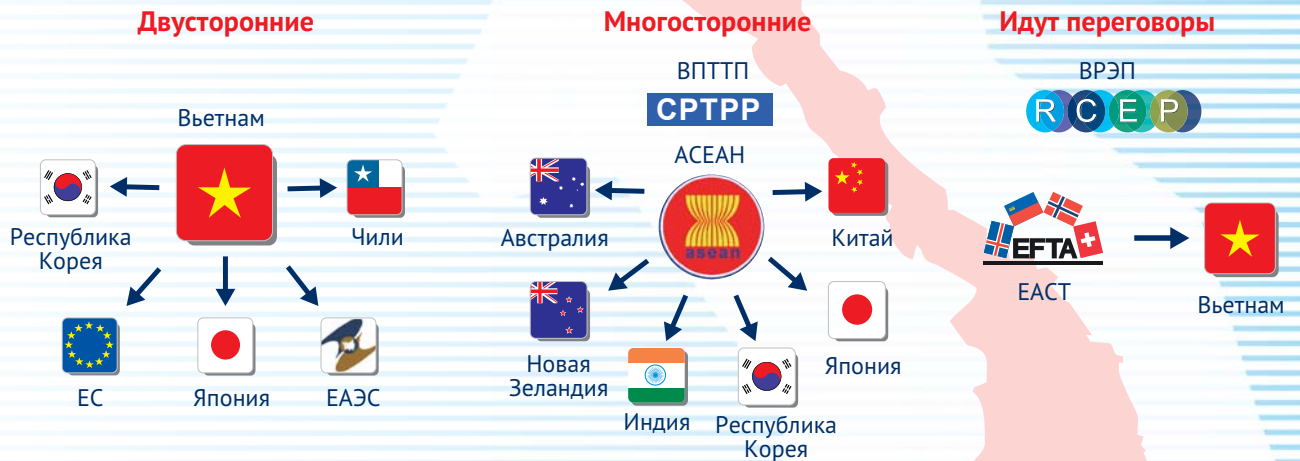 Двусторонние
Вьетнам
Республика
Корея
Чили
ЕС
Япония
ЕАЭС
Многосторонние
ВПТТП
CPTPP
АСЕАН
asean
Австралия
Китай
Новая
Зеландия
Индия
Республика
Корея
Япония
Идут переговоры
ВРЭП
RCEP
EFTA
ЕАСТ
Вьетнам